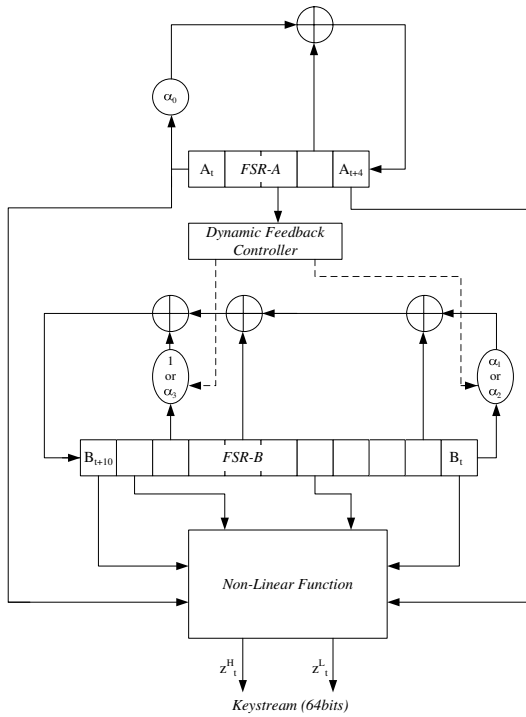 α₀
Aₜ FSR-A Aₜ₊₄
Dynamic Feedback
Controller
1
or
α₃
α₁
or
α₂
Bₜ₊₁₀ FSR-B Bₜ
Non-Linear Function
zᴴₜ zᴸₜ
Keystream (64bits)